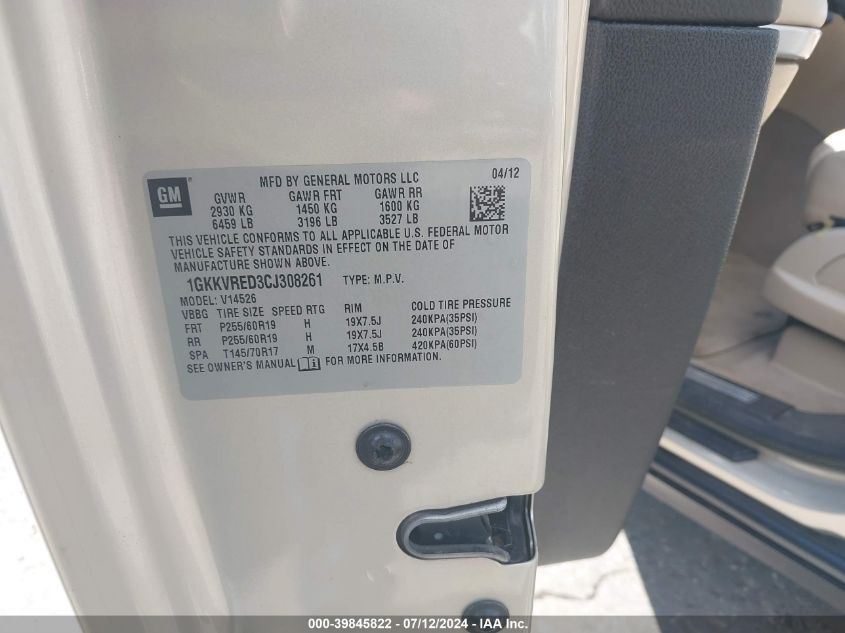 GM
MFD BY GENERAL MOTORS LLC 04/12
GVWR GAWR FRT GAWR RR
2930 KG 1450 KG 1600 KG
6459 LB 3196 LB 3527 LB
THIS VEHICLE CONFORMS TO ALL APPLICABLE U.S. FEDERAL MOTOR
VEHICLE SAFETY STANDARDS IN EFFECT ON THE DATE OF
MANUFACTURE SHOWN ABOVE.
1GKKVRED3CJ308261 TYPE: M.P.V.
MODEL: V14526
VBBG TIRE SIZE SPEED RTG RIM COLD TIRE PRESSURE
FRT P255/60R19 H 19X7.5J 240KPA(35PSI)
RR P255/60R19 H 19X7.5J 240KPA(35PSI)
SPA T145/70R17 M 17X4.5B 420KPA(60PSI)
SEE OWNER'S MANUAL FOR MORE INFORMATION.
000-39845822 - 07/12/2024 - IAA Inc.